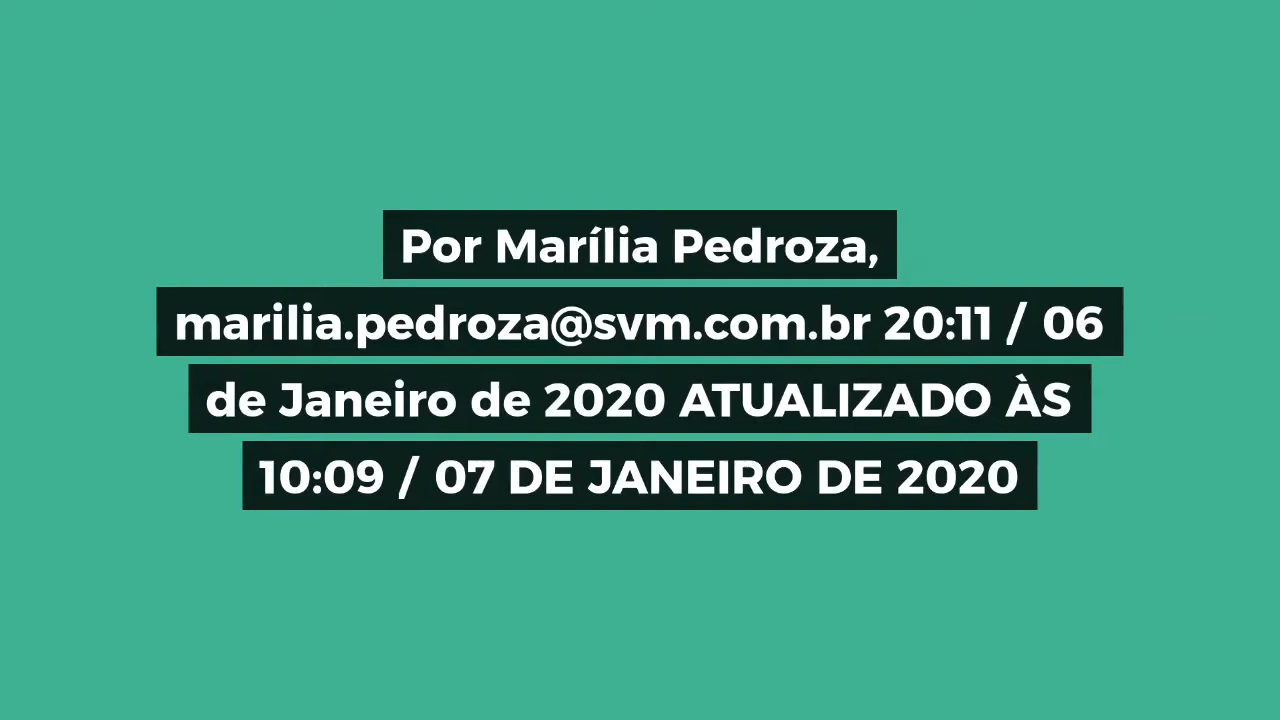 Por Marília Pedroza,
marilia.pedroza@svm.com.br 20:11 / 06
de Janeiro de 2020 ATUALIZADO ÀS
10:09 / 07 DE JANEIRO DE 2020